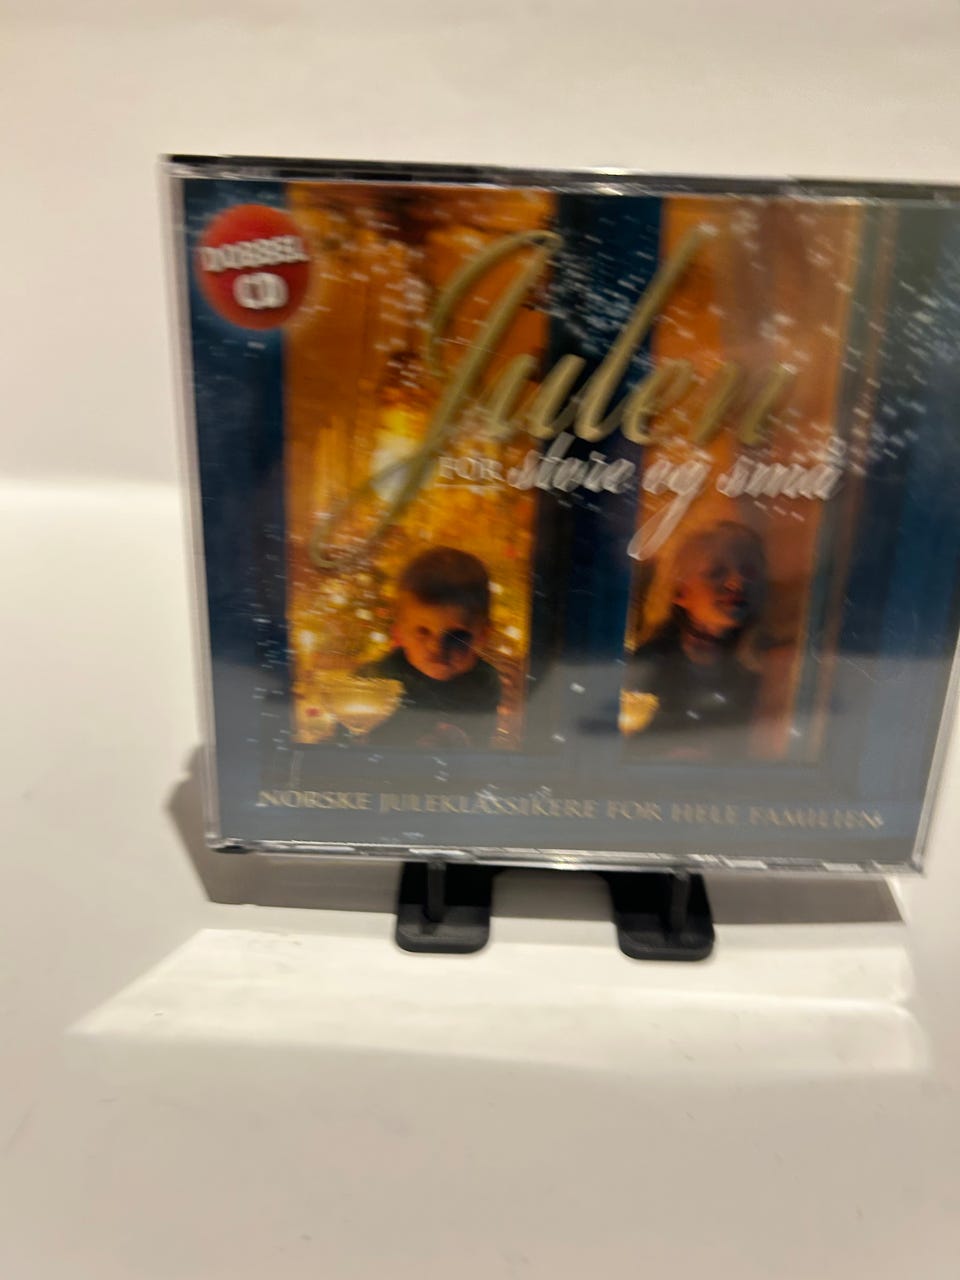 DOBBEL
CD
Julen
FOR store og små
NORSKE JULEKLASSIKERE FOR HELE FAMILIEN